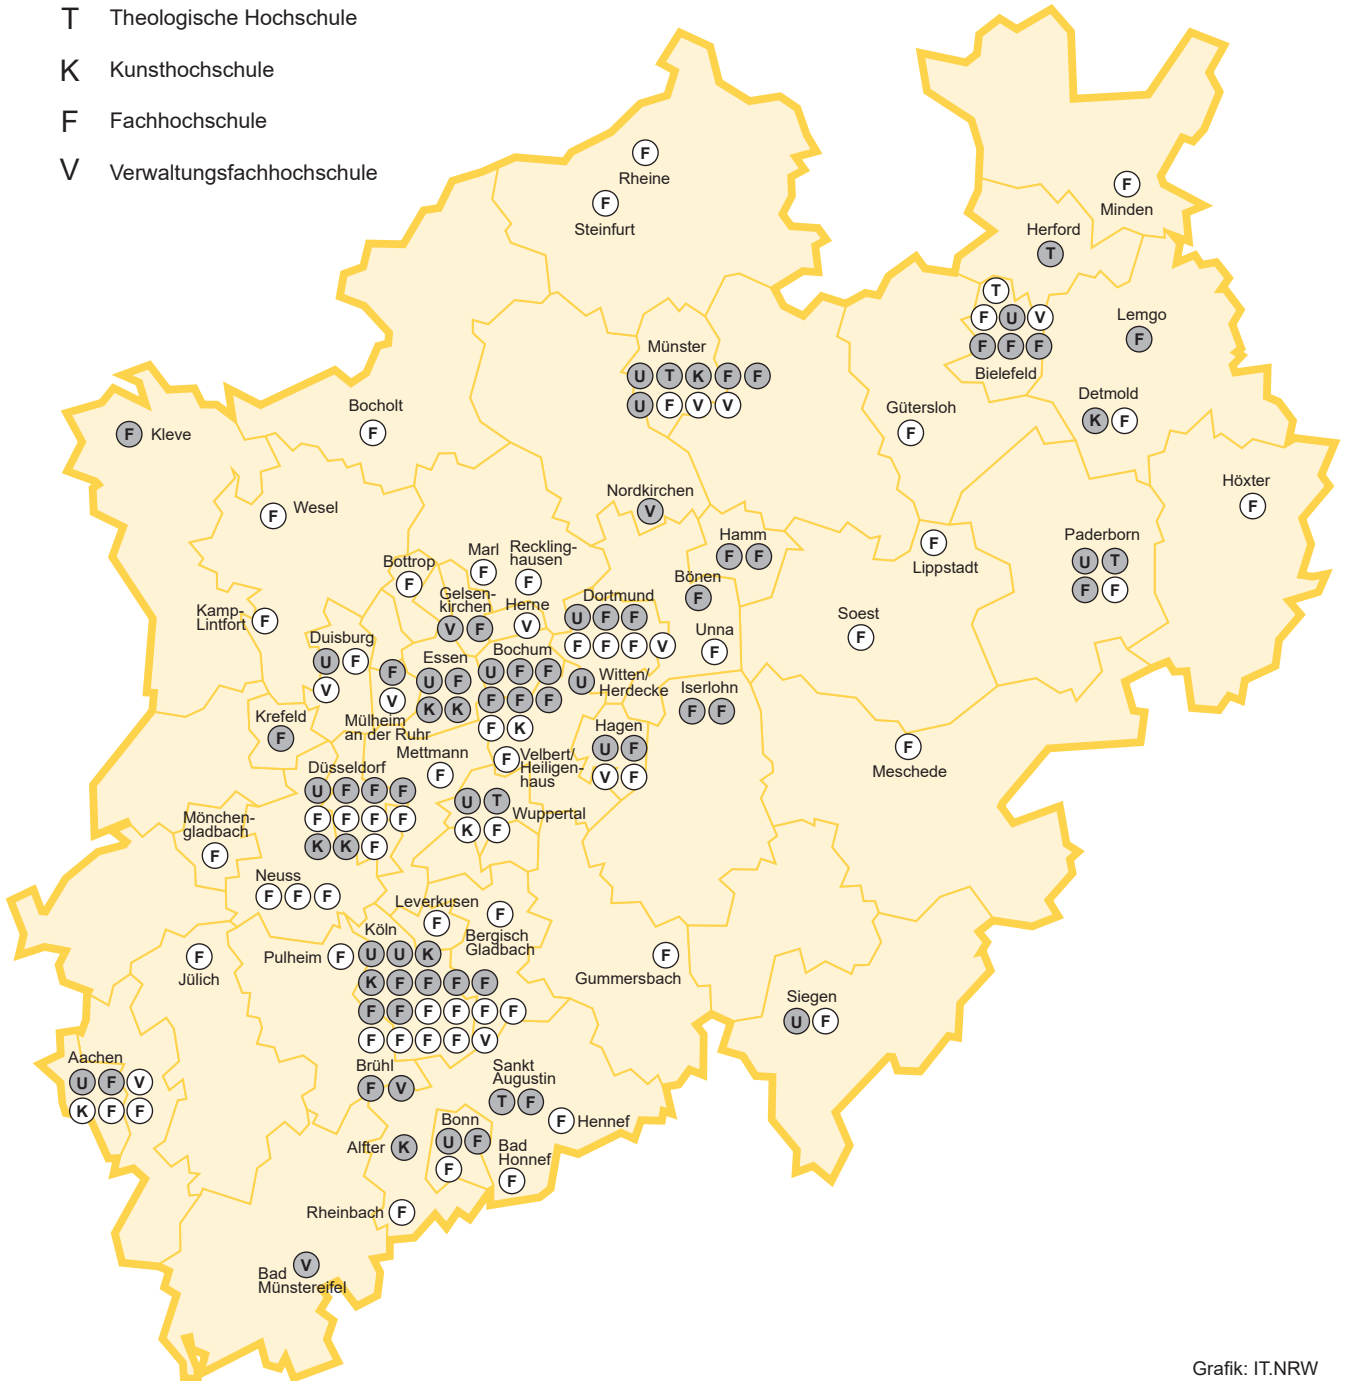 T Theologische Hochschule
K Kunsthochschule
F Fachhochschule
V Verwaltungsfachhochschule
F
Rheine
F
Steinfurt
F
Minden
Herford
T
T
F U V
F F F
Bielefeld
Lemgo
F
Detmold
K F
Münster
U T K F F
U F V V
Bocholt
F
F Kleve
Gütersloh
F
Höxter
F
F Wesel
Nordkirchen
V
Hamm
F F
F
Lippstadt
Paderborn
U T
F F
Marl
F
Reckling-
hausen
F
Bottrop
F
Gelsen-
kirchen
V F
Herne
V
Dortmund
U F F
F F F V
Bönen
F
Unna
F
Soest
F
Kamp-
Lintfort F
Duisburg
U F
V
F
V
Mülheim
an der Ruhr
Essen
U F
K K
Bochum
U F F
F F F
F K
U Witten/
Herdecke
Iserlohn
F F
Krefeld
F
Hagen
U F
V F
Mettmann
F
F Velbert/
Heiligen-
haus
F
Meschede
Düsseldorf
U F F F
F F F F
K K F
U T
K F
Wuppertal
Mönchen-
gladbach
F
Neuss
F F F
Leverkusen
F
F
Bergisch
Gladbach
F
Jülich
Pulheim F
Köln
U U K
K F F F F
F F F F F F
F F F F V
F
Gummersbach
Siegen
U F
Aachen
U F V
K F F
Brühl
F V
Sankt
Augustin
T F
F Hennef
Alfter K
Bonn
U F
F
Bad
Honnef
F
Rheinbach F
V
Bad
Münstereifel
Grafik: IT.NRW